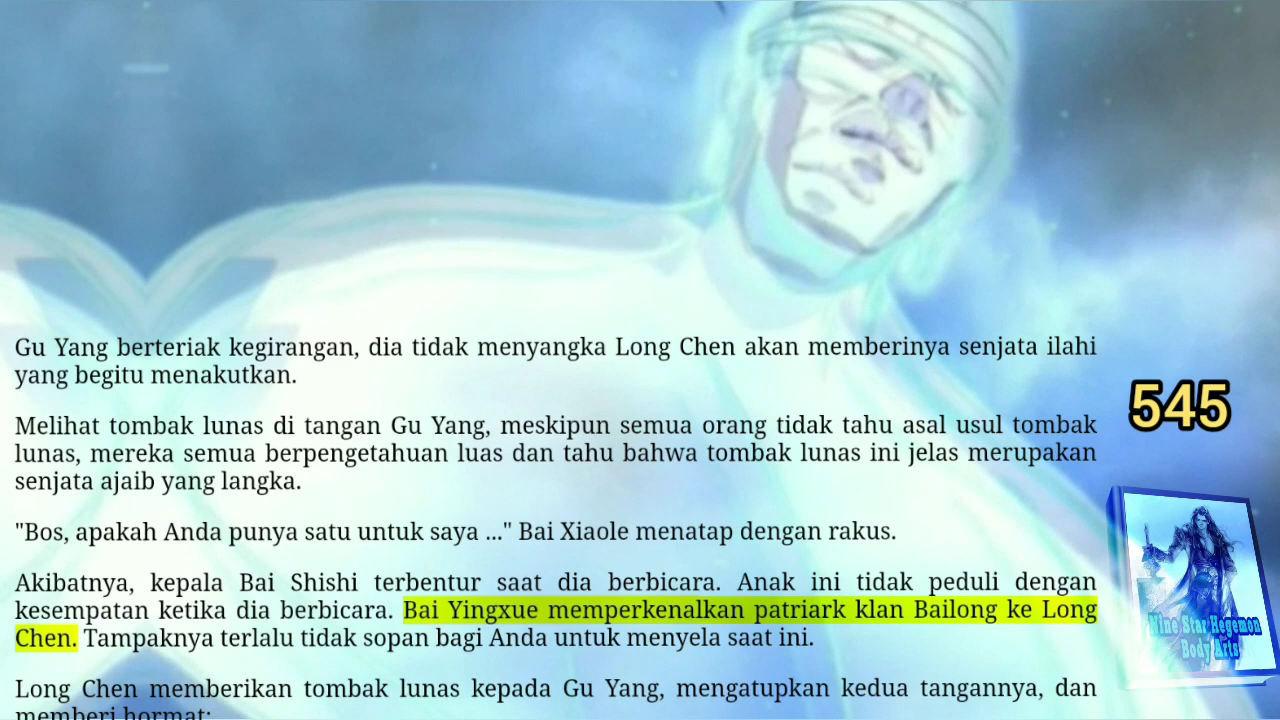 Gu Yang berteriak kegirangan, dia tidak menyangka Long Chen akan memberinya senjata ilahi
yang begitu menakutkan.
Melihat tombak lunas di tangan Gu Yang, meskipun semua orang tidak tahu asal usul tombak
lunas, mereka semua berpengetahuan luas dan tahu bahwa tombak lunas ini jelas merupakan
senjata ajaib yang langka.
"Bos, apakah Anda punya satu untuk saya ..." Bai Xiaole menatap dengan rakus.
Akibatnya, kepala Bai Shishi terbentur saat dia berbicara. Anak ini tidak peduli dengan
kesempatan ketika dia berbicara. Bai Yingxue memperkenalkan patriark klan Bailong ke Long
Chen. Tampaknya terlalu tidak sopan bagi Anda untuk menyela saat ini.
Long Chen memberikan tombak lunas kepada Gu Yang, mengatupkan kedua tangannya, dan
memberi hormat:
545
Nine Star Hegemon
Body Arts